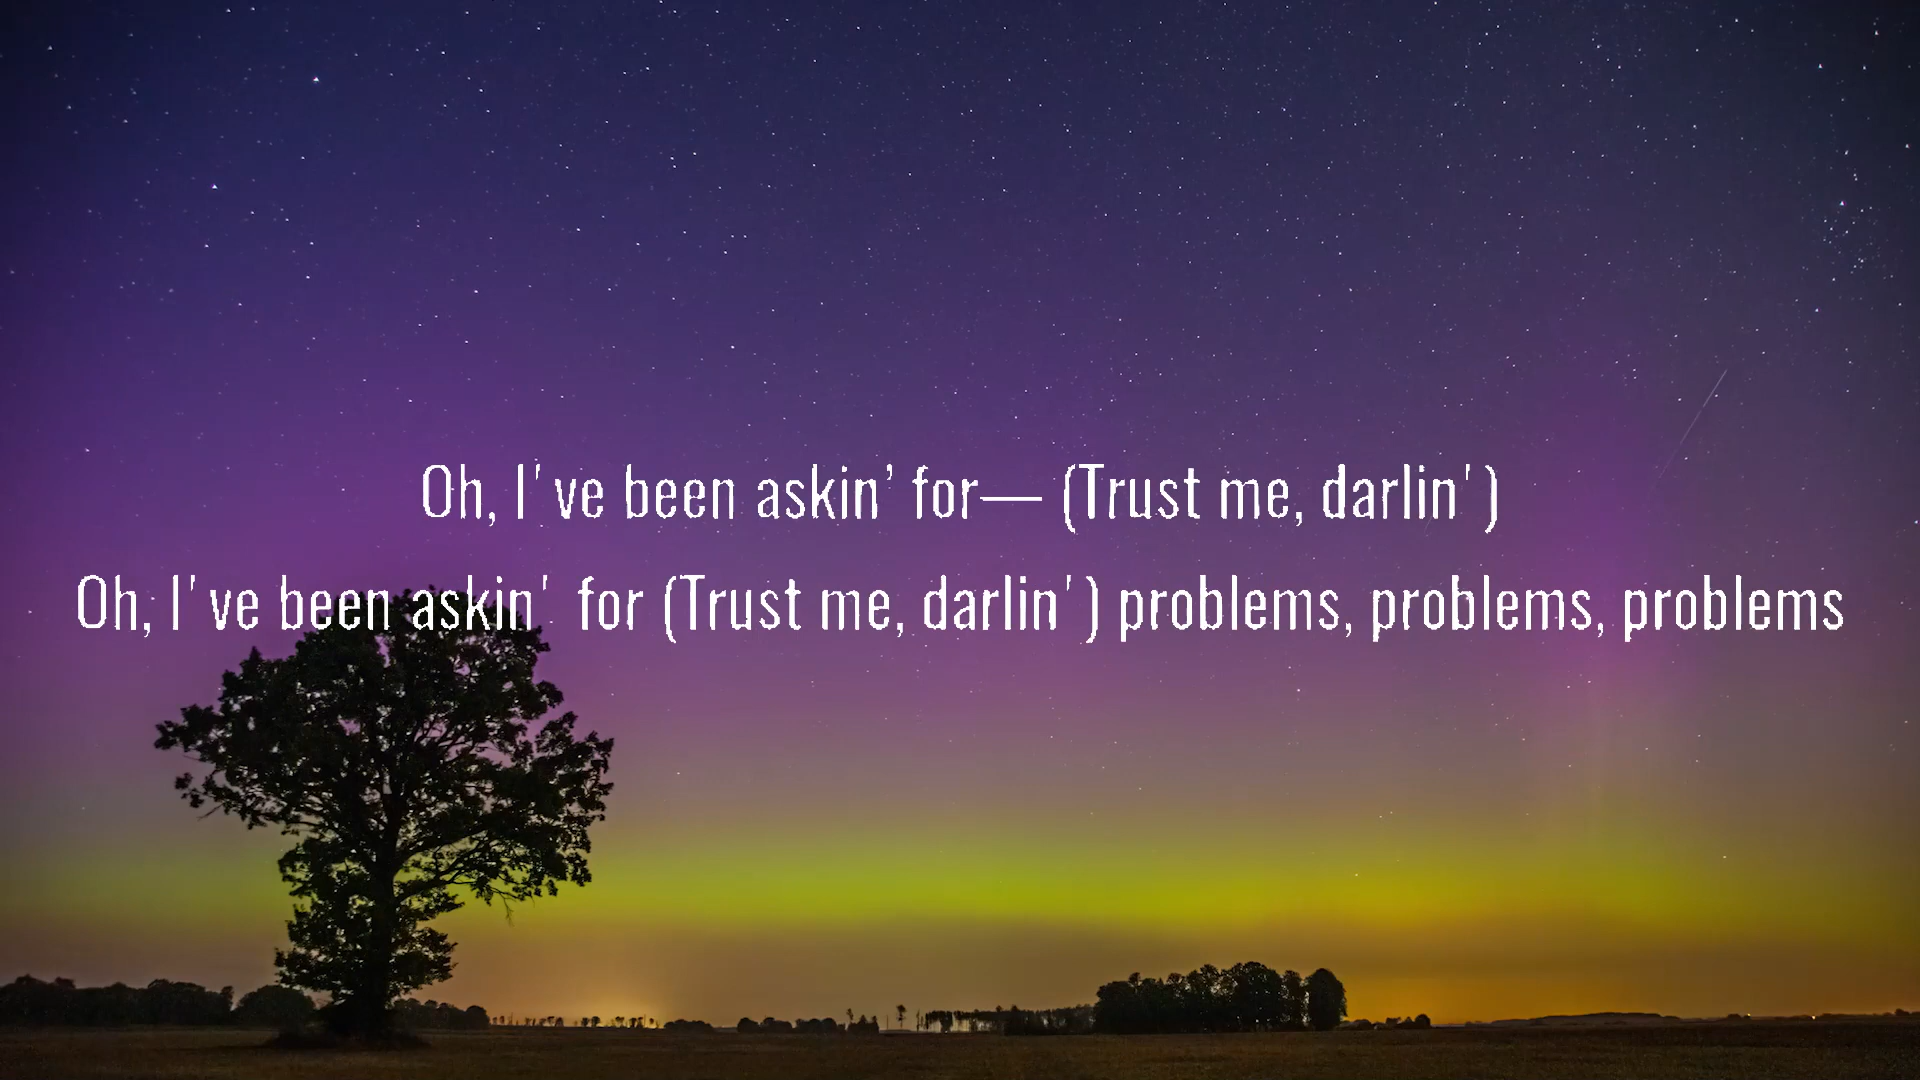 Oh, I've been askin’ for— (Trust me, darlin')
Oh, I've been askin' for (Trust me, darlin') problems, problems, problems